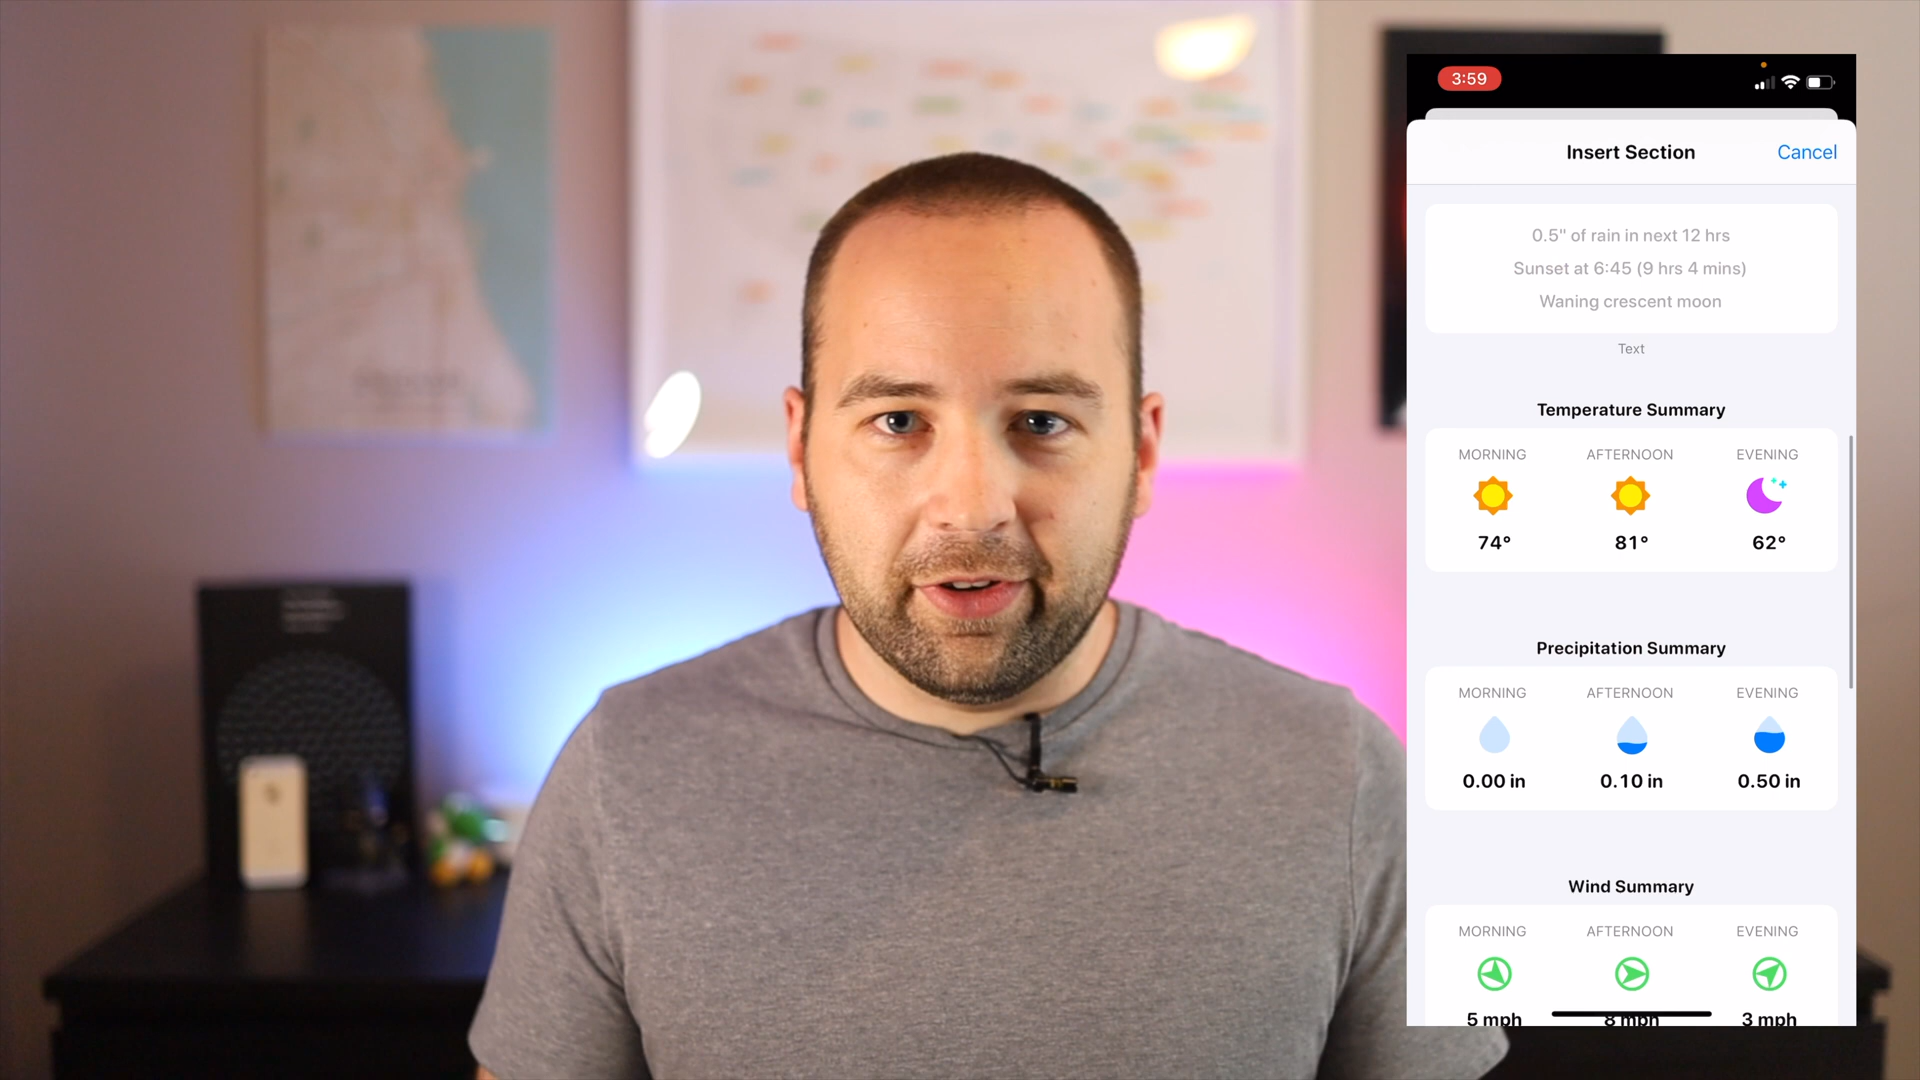 3:59
Insert Section
Cancel
0.5" of rain in next 12 hrs
Sunset at 6:45 (9 hrs 4 mins)
Waning crescent moon
Text
Temperature Summary
MORNING AFTERNOON EVENING
74° 81° 62°
Precipitation Summary
MORNING AFTERNOON EVENING
0.00 in 0.10 in 0.50 in
Wind Summary
MORNING AFTERNOON EVENING
5 mph 8 mph 3 mph